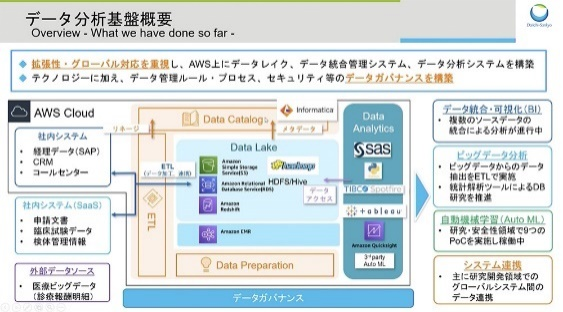 データ分析基盤概要
Overview - What we have done so far -
Daiichi-Sankyo
拡張性・グローバル対応を重視し、AWS上にデータレイク、データ統合管理システム、データ分析システムを構築
テクノロジーに加え、データ管理ルール・プロセス、セキュリティ等のデータガバナンスを構築
AWS Cloud
社内システム
経理データ(SAP)
CRM
コールセンター
社内システム(SaaS)
申請文書
臨床試験データ
検体管理情報
外部データソース
医療ビッグデータ
(診療報酬明細)
リネージ
Data Catalog
Informatica
メタデータ
ETL
(データ加工、連携)
ETL
Data Lake
Amazon
Simple Storage
Service(S3)
Amazon Relational
Database Service(RDS)
Amazon
Redshift
Amazon EMR
HDFS/Hive
データ
アクセス
Data Preparation
Data
Analytics
sas
TIBCO Spotfire
+ tableau
Amazon Quicksight
3rd party
Auto ML
データガバナンス
データ統合・可視化(BI)
複数のソースデータの
統合による分析が進行中
ビッグデータ分析
ビッグデータからのデータ
抽出をETLで実施
統計解析ツールによるDB
研究を推進
自動機械学習(Auto ML)
研究・安全性領域で9つの
PoCを実施し稼働中
システム連携
主に研究開発領域での
グローバルシステム間の
データ連携